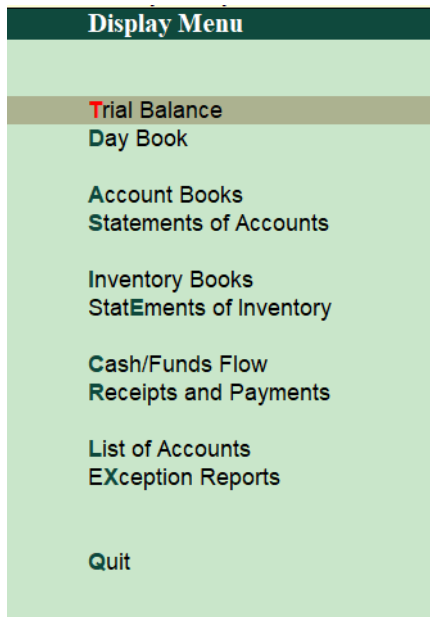 Display Menu
Trial Balance
Day Book
Account Books
Statements of Accounts
Inventory Books
StatEments of Inventory
Cash/Funds Flow
Receipts and Payments
List of Accounts
EXception Reports
Quit